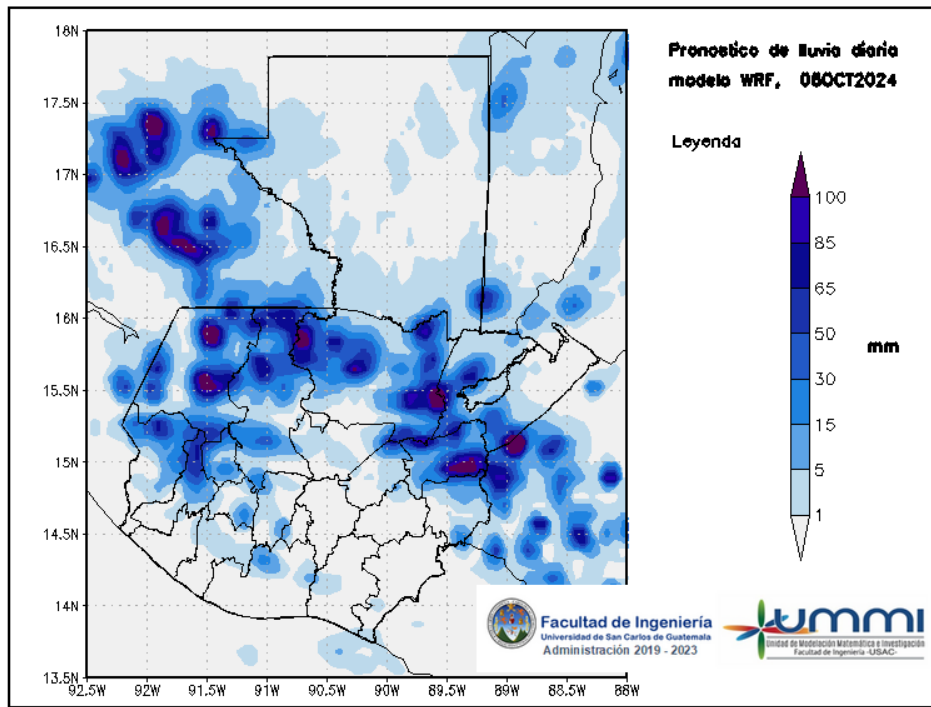 Pronostico de lluvia diaria
modelo WRF,
Leyenda
100
85
65
50
30
15
5
1
mm
18N
17.5N
17N
16.5N
16N
15.5N
15N
14.5N
14N
13.5N
92.5W 92W 91.5W 91W 90.5W 90W 89.5W 89W 88.5W 88W
Facultad de Ingeniería
Universidad de San Carlos de Guatemala
Administración 2019 - 2023
UMMI
Unidad de Modelación Matemática e Investigación
Facultad de Ingeniería -USAC-